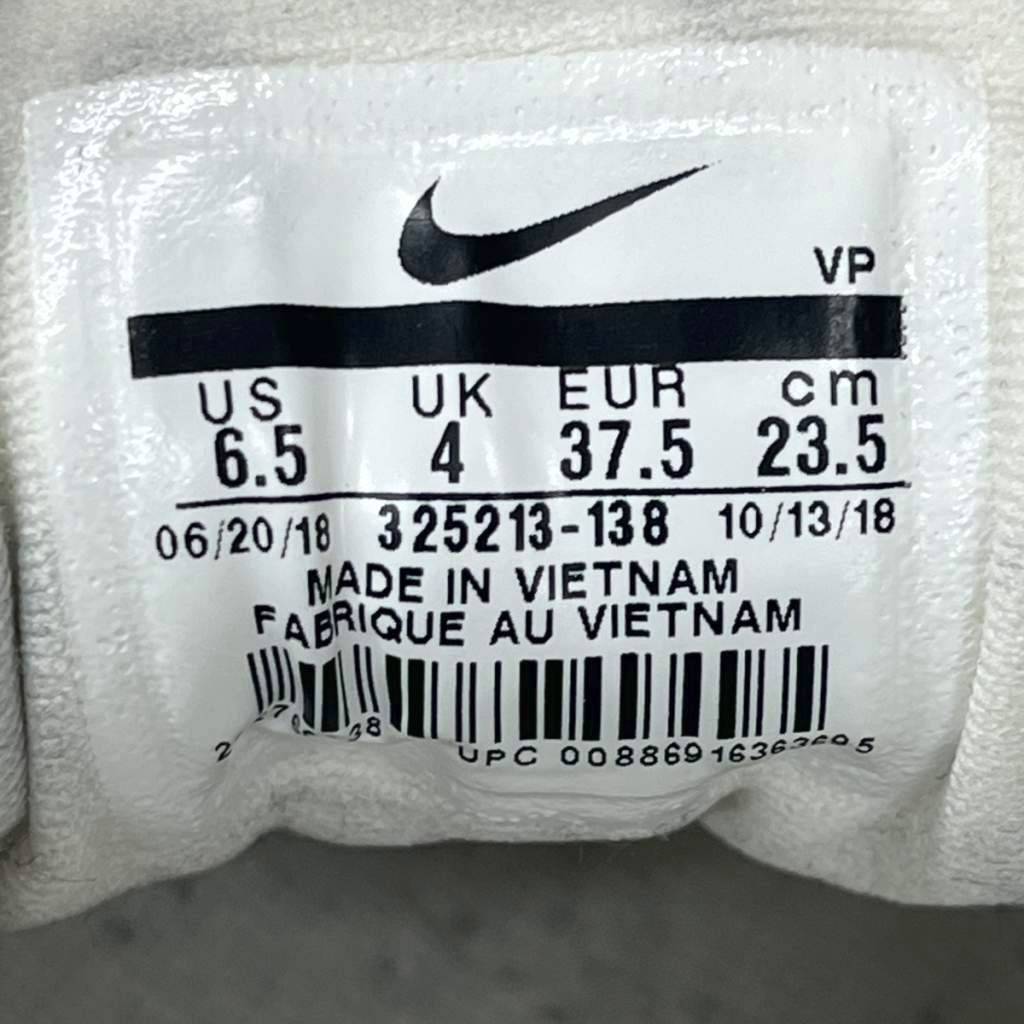 VP
US UK EUR cm
6.5 4 37.5 23.5
06/20/18 325213-138 10/13/18
MADE IN VIETNAM
FABRIQUE AU VIETNAM
UPC